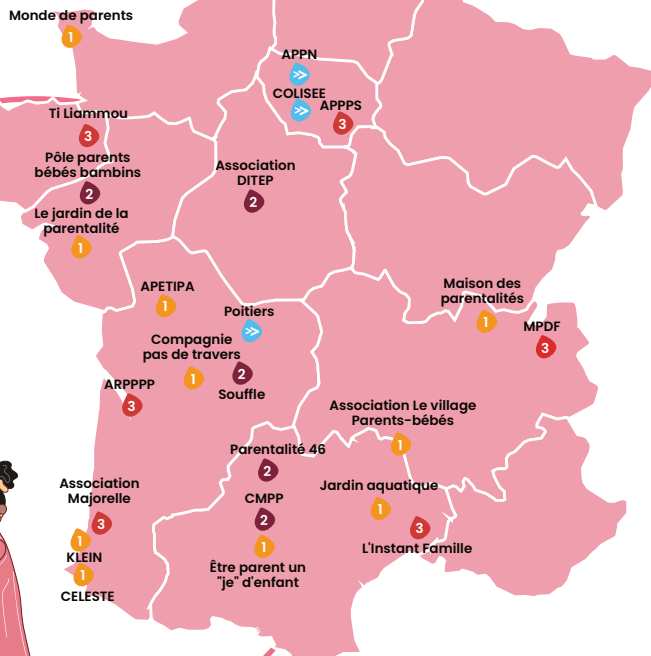 Monde de parents
1
APPN
>>
COLISEE
>>
APPPS
3
Ti Liammou
3
Pôle parents
bébés bambins
2
Le jardin de la
parentalité
1
Association
DITEP
2
APETIPA
1
Poitiers
>>
Compagnie
pas de travers
1
2
Souffle
ARPPPP
3
Maison des
parentalités
1
MPDF
3
Association Le village
Parents-bébés
1
Parentalité 46
2
CMPP
2
1
Être parent un
"je" d'enfant
Jardin aquatique
1
3
L'Instant Famille
Association
Majorelle
3
1
KLEIN
1
CELESTE